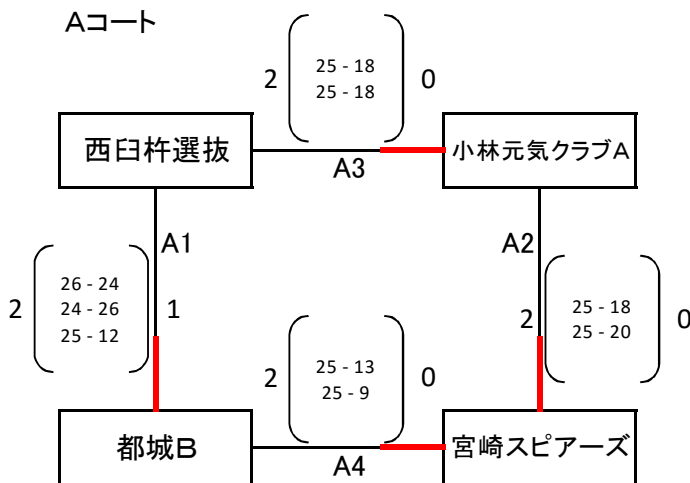 Aコート
2
25 - 18
25 - 18
0
西臼杵選抜
A3
小林元気クラブA
A1
A2
2
26 - 24
24 - 26
25 - 12
1
2
25 - 18
25 - 20
0
2
25 - 13
25 - 9
0
都城B
A4
宮崎スピアーズ